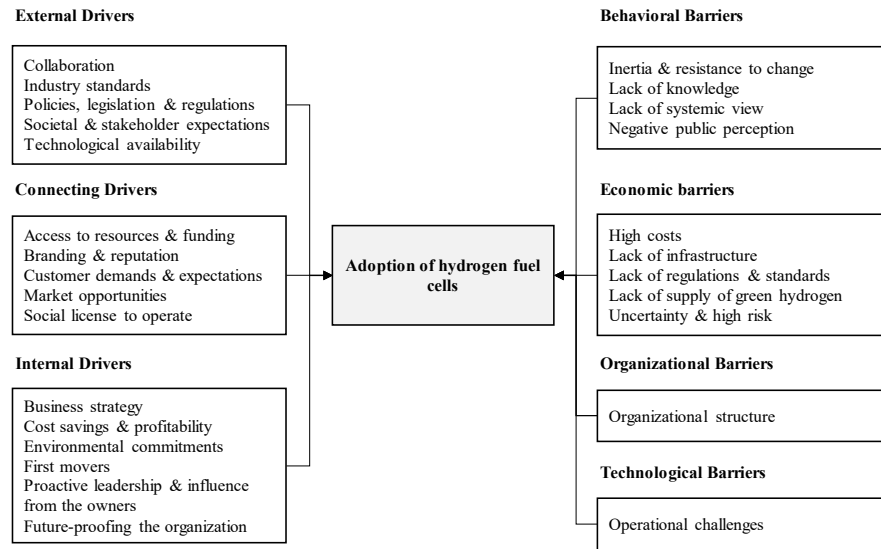 External Drivers
Collaboration
Industry standards
Policies, legislation & regulations
Societal & stakeholder expectations
Technological availability
Connecting Drivers
Access to resources & funding
Branding & reputation
Customer demands & expectations
Market opportunities
Social license to operate
Internal Drivers
Business strategy
Cost savings & profitability
Environmental commitments
First movers
Proactive leadership & influence
from the owners
Future-proofing the organization
Adoption of hydrogen fuel
cells
Behavioral Barriers
Inertia & resistance to change
Lack of knowledge
Lack of systemic view
Negative public perception
Economic barriers
High costs
Lack of infrastructure
Lack of regulations & standards
Lack of supply of green hydrogen
Uncertainty & high risk
Organizational Barriers
Organizational structure
Technological Barriers
Operational challenges